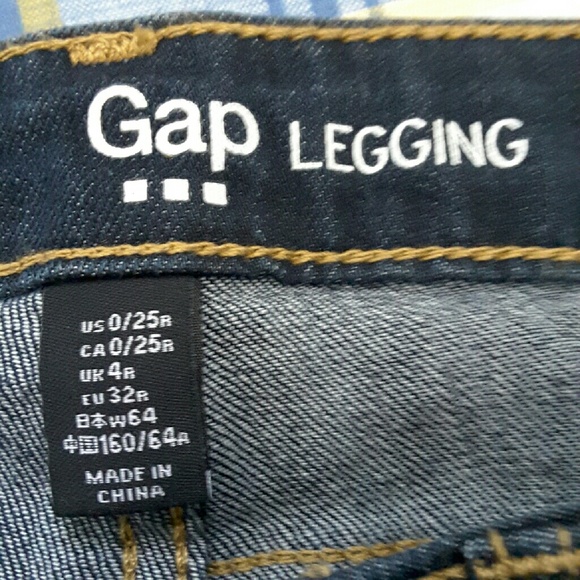 Gap LEGGING
US 0/25R
CA 0/25R
UK 4R
EU 32R
日本 W64
中国 160/64A
MADE IN
CHINA